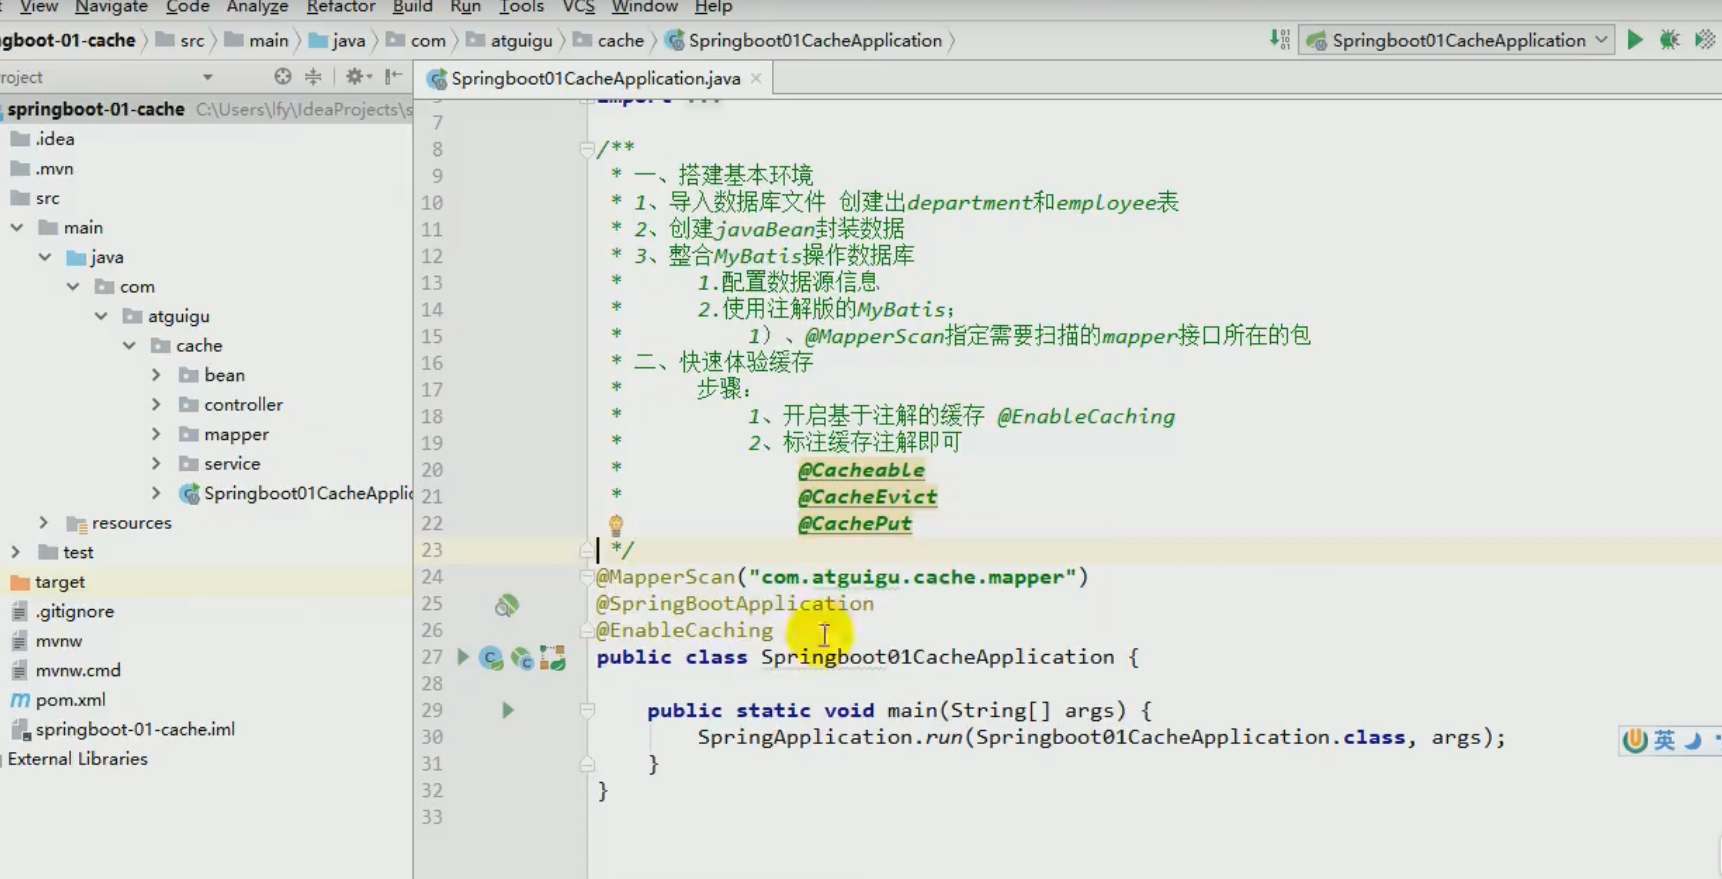 View Navigate Code Analyze Refactor Build Run Tools VCS Window Help
gboot-01-cache src main java com atguigu cache Springboot01CacheApplication Springboot01CacheApplication
roject
Springboot01CacheApplication.java
springboot-01-cache C:\Users\lfy\IdeaProjects\s
.idea
.mvn
src
main
java
com
atguigu
cache
bean
controller
mapper
service
Springboot01CacheApplic
resources
test
target
.gitignore
mvnw
mvnw.cmd
pom.xml
springboot-01-cache.iml
External Libraries
import ...
7
8 /**
9 * 一、搭建基本环境
10 * 1、导入数据库文件 创建出department和employee表
11 * 2、创建javaBean封装数据
12 * 3、整合MyBatis操作数据库
13 * 1.配置数据源信息
14 * 2.使用注解版的MyBatis；
15 * 1）、@MapperScan指定需要扫描的mapper接口所在的包
16 * 二、快速体验缓存
17 * 步骤：
18 * 1、开启基于注解的缓存 @EnableCaching
19 * 2、标注缓存注解即可
20 * @Cacheable
21 * @CacheEvict
22 @CachePut
23 */
24 @MapperScan("com.atguigu.cache.mapper")
25 @SpringBootApplication
26 @EnableCaching
27 public class Springboot01CacheApplication {
28
29 public static void main(String[] args) {
30 SpringApplication.run(Springboot01CacheApplication.class, args);
31 }
32 }
33
英